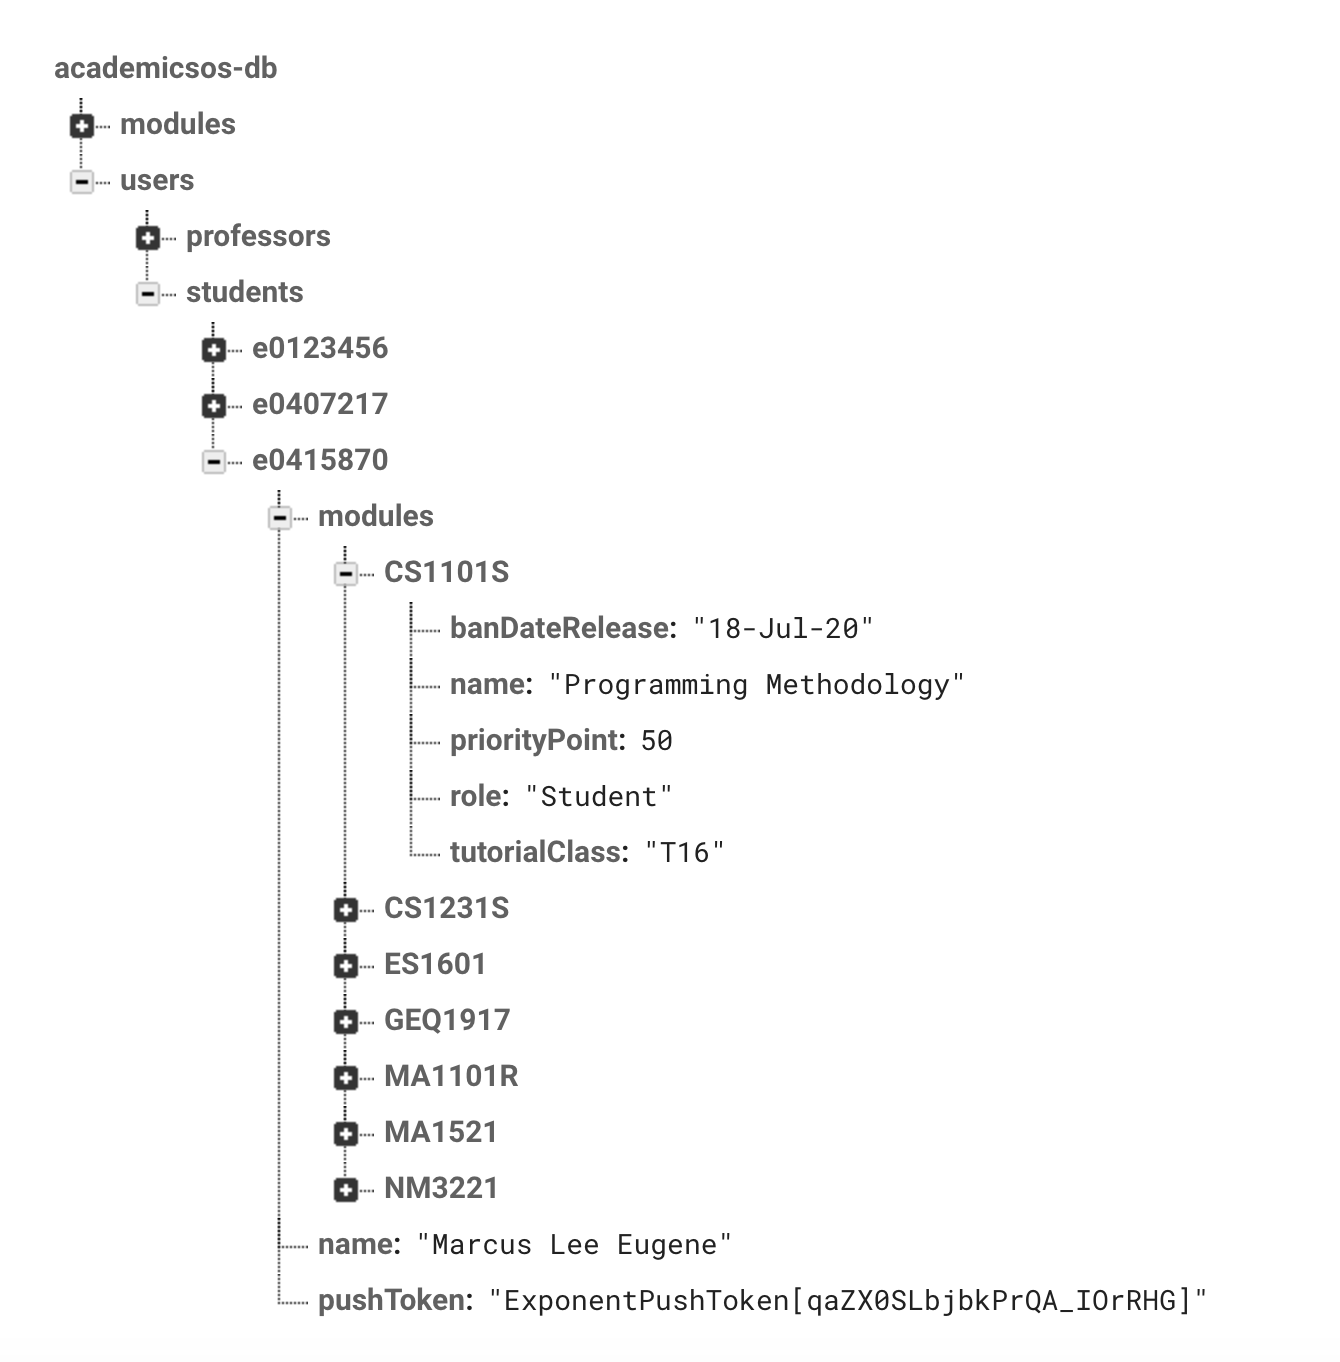 academicsos-db
modules
users
professors
students
e0123456
e0407217
e0415870
modules
CS1101S
banDateRelease: "18-Jul-20"
name: "Programming Methodology"
priorityPoint: 50
role: "Student"
tutorialClass: "T16"
CS1231S
ES1601
GEQ1917
MA1101R
MA1521
NM3221
name: "Marcus Lee Eugene"
pushToken: "ExponentPushToken[qaZX0SLbjbkPrQA_IOrRHG]"